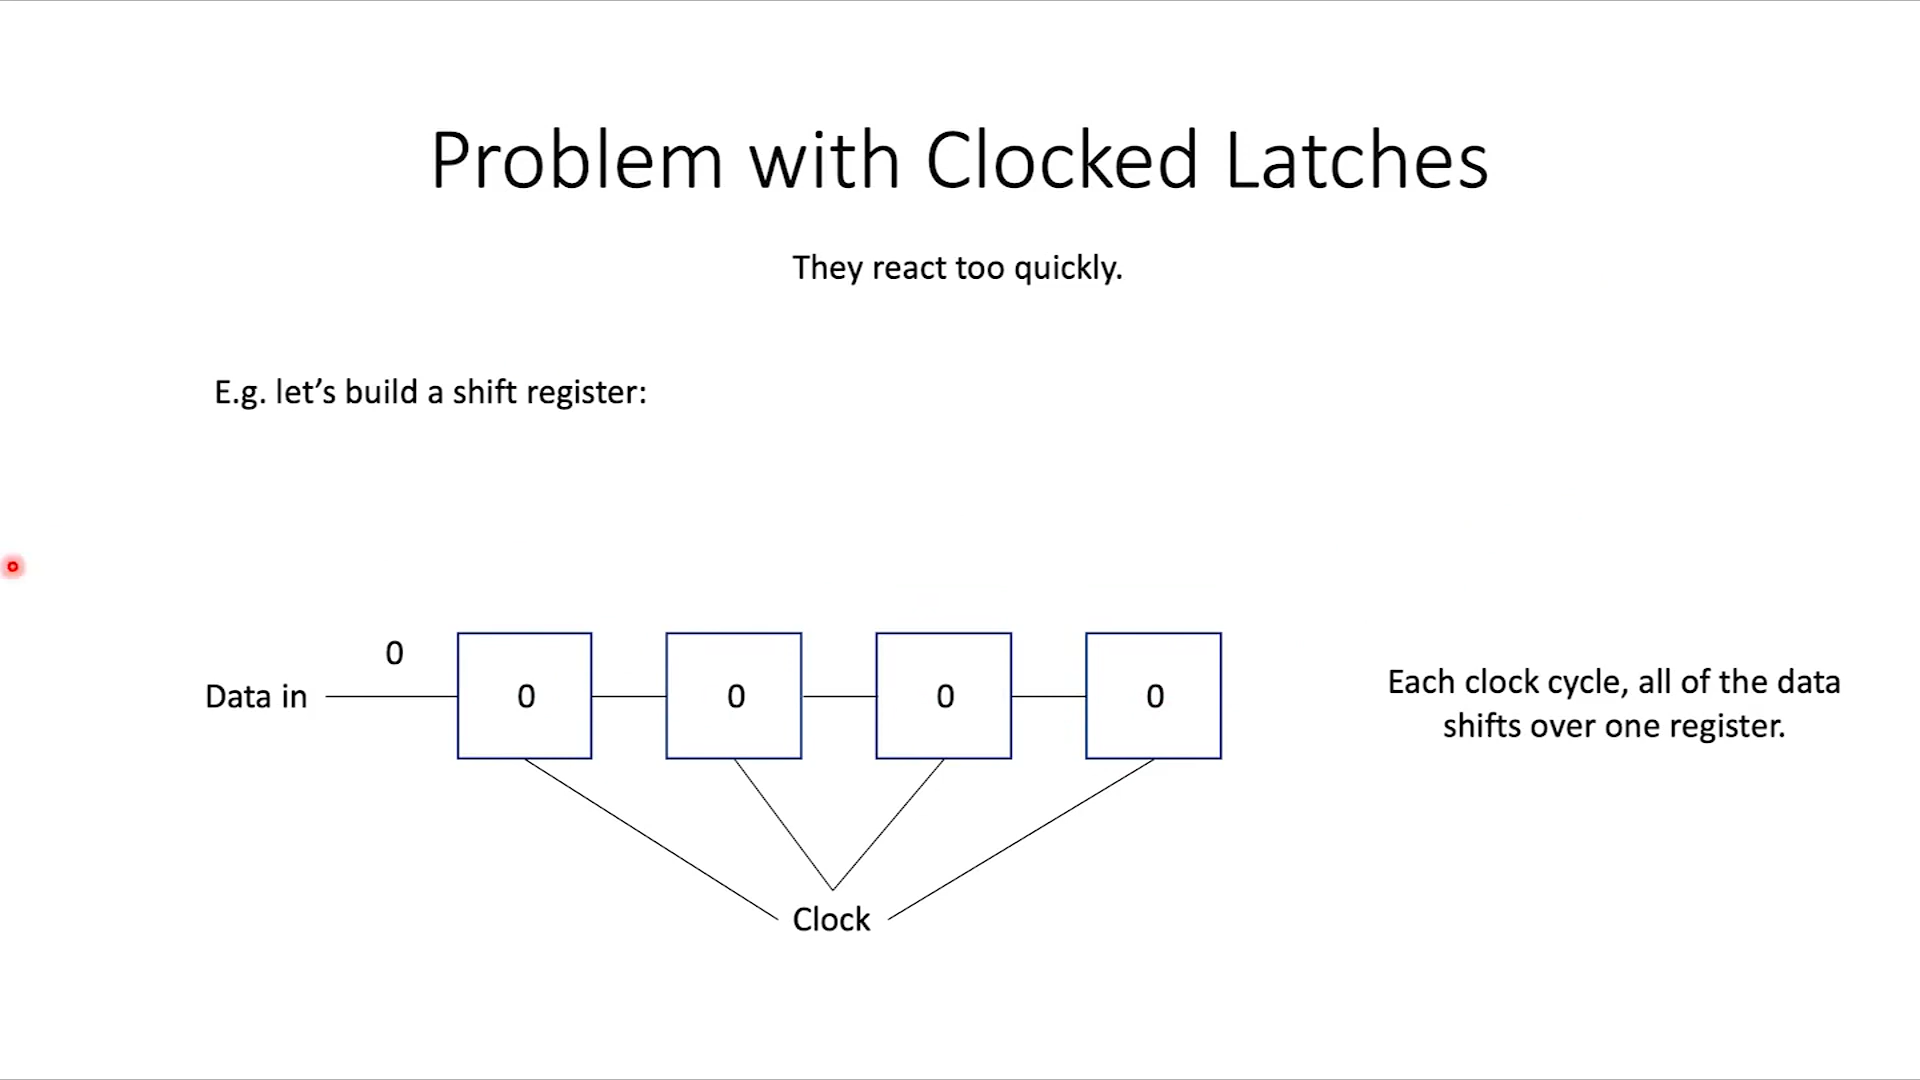 Problem with Clocked Latches
They react too quickly.
E.g. let’s build a shift register:
0
Data in
0
0
0
0
Each clock cycle, all of the data
shifts over one register.
Clock